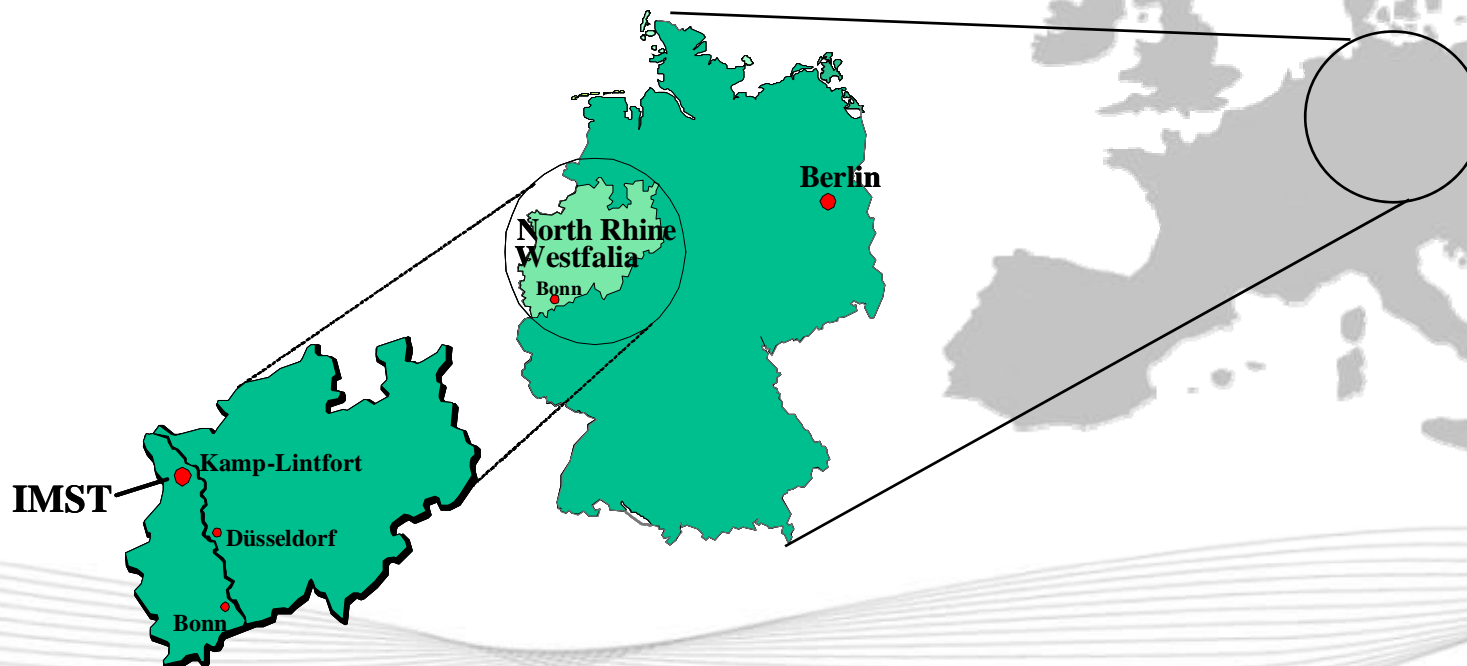 Berlin
North Rhine
Westfalia
Bonn
Kamp-Lintfort
IMST
Düsseldorf
Bonn